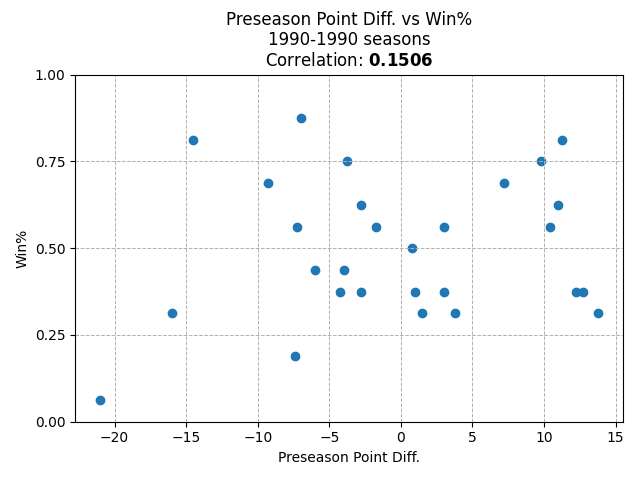 Preseason Point Diff. vs Win%
1990-1990 seasons
Correlation: 0.1506
1.00
0.75
0.50
0.25
0.00
Win%
−20 −15 −10 −5 0 5 10 15
Preseason Point Diff.